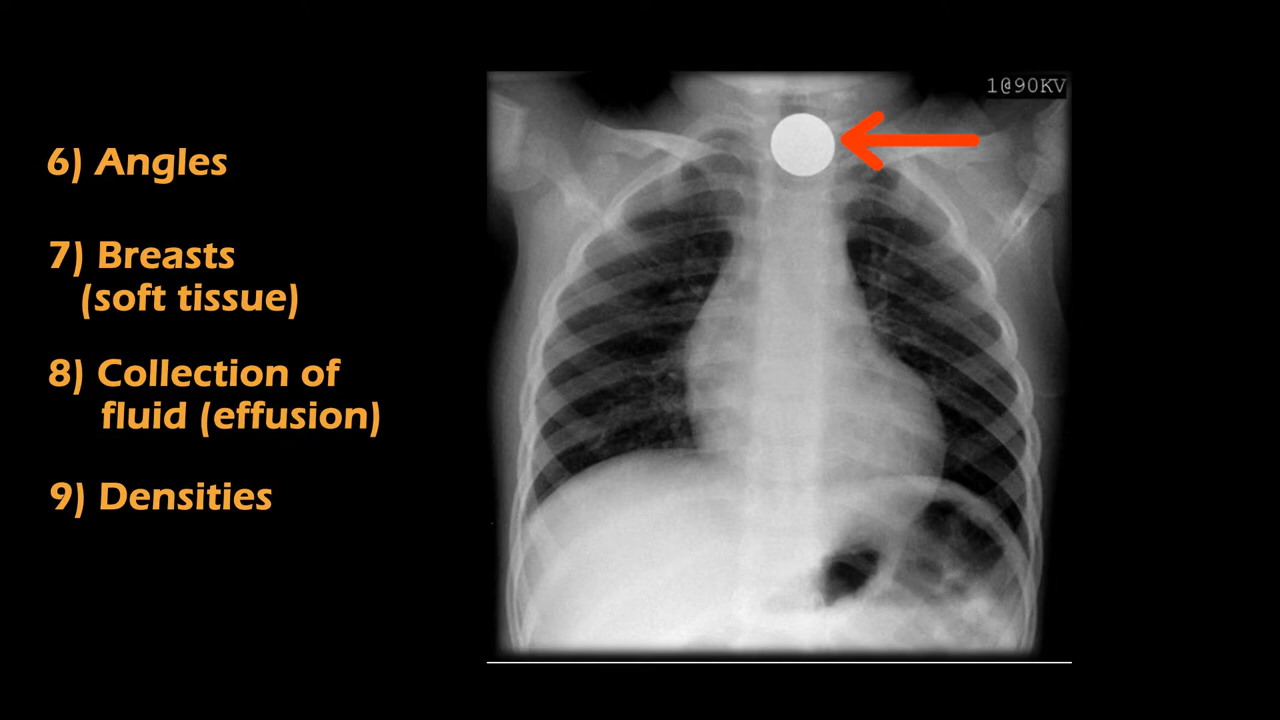 1@90KV
6) Angles
7) Breasts
(soft tissue)
8) Collection of
fluid (effusion)
9) Densities